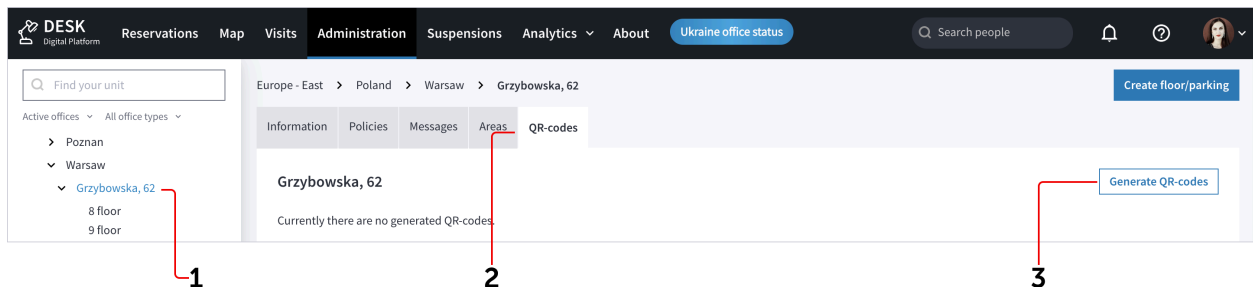 DESK
Digital Platform
Reservations Map Visits Administration Suspensions Analytics About Ukraine office status Search people
Find your unit
Europe - East > Poland > Warsaw > Grzybowska, 62
Create floor/parking
Active offices All office types
Information Policies Messages Areas QR-codes
Poznan
Warsaw
Grzybowska, 62
8 floor
9 floor
Grzybowska, 62
Generate QR-codes
Currently there are no generated QR-codes.
1 2 3